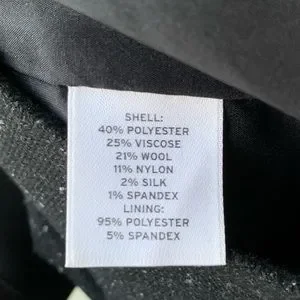 SHELL:
40% POLYESTER
25% VISCOSE
21% WOOL
11% NYLON
2% SILK
1% SPANDEX
LINING:
95% POLYESTER
5% SPANDEX